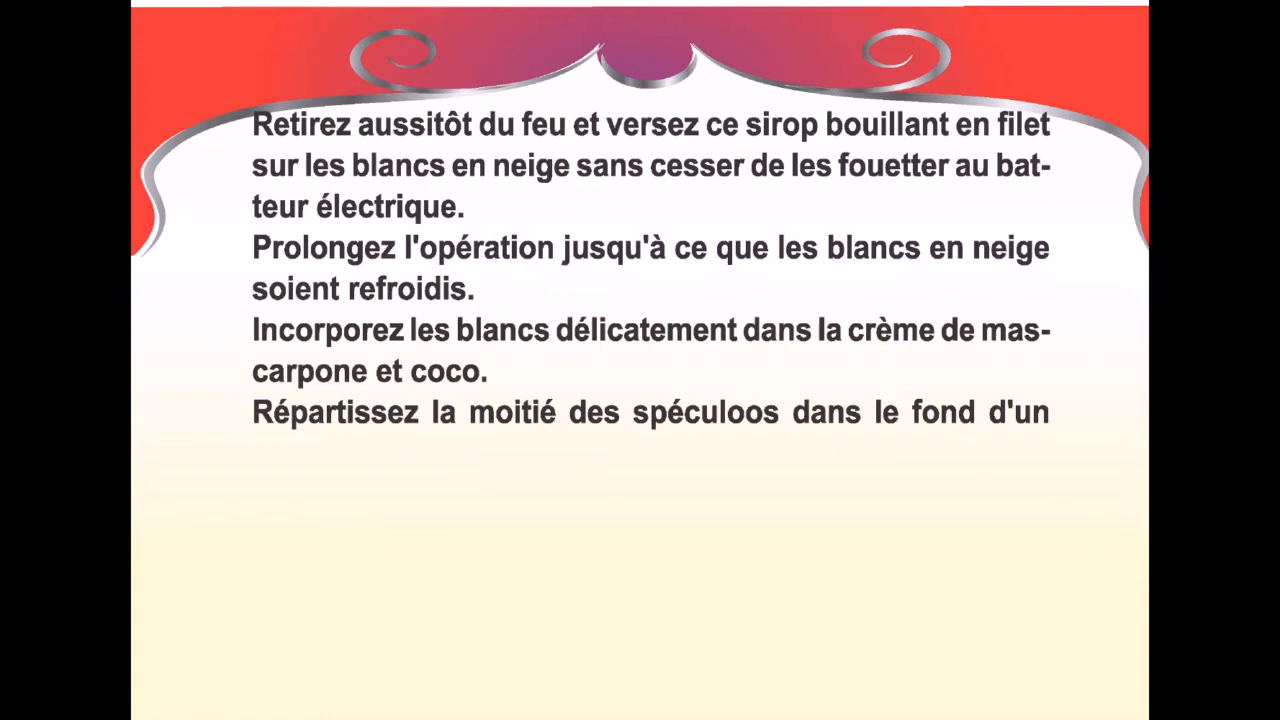 Retirez aussitôt du feu et versez ce sirop bouillant en filet
sur les blancs en neige sans cesser de les fouetter au bat-
teur électrique.
Prolongez l'opération jusqu'à ce que les blancs en neige
soient refroidis.
Incorporez les blancs délicatement dans la crème de mas-
carpone et coco.
Répartissez la moitié des spéculoos dans le fond d'un